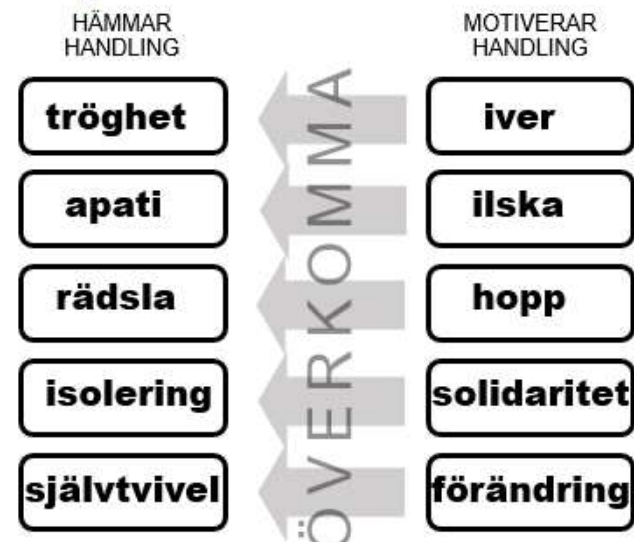 HÄMMAR
HANDLING
MOTIVERAR
HANDLING
tröghet
iver
apati
ilska
rädsla
hopp
isolering
solidaritet
självtvivel
förändring
ÖVERKOMMA